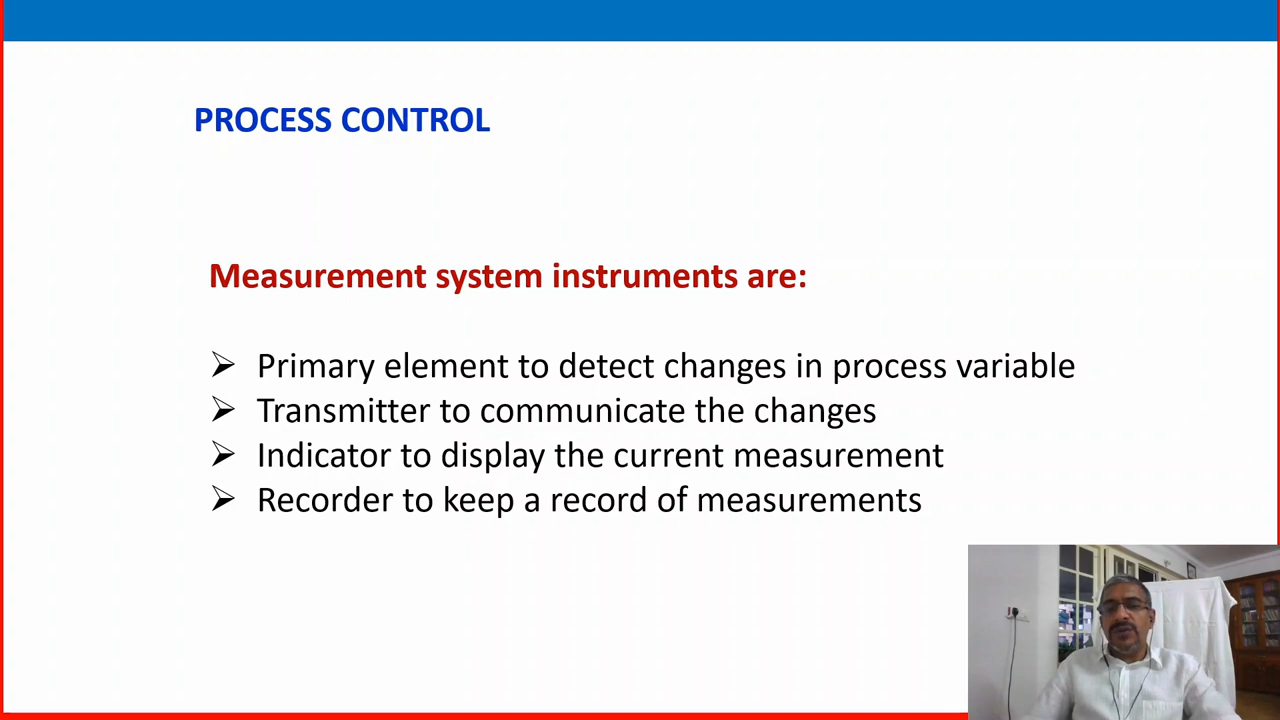 PROCESS CONTROL
Measurement system instruments are:
➢ Primary element to detect changes in process variable
➢ Transmitter to communicate the changes
➢ Indicator to display the current measurement
➢ Recorder to keep a record of measurements